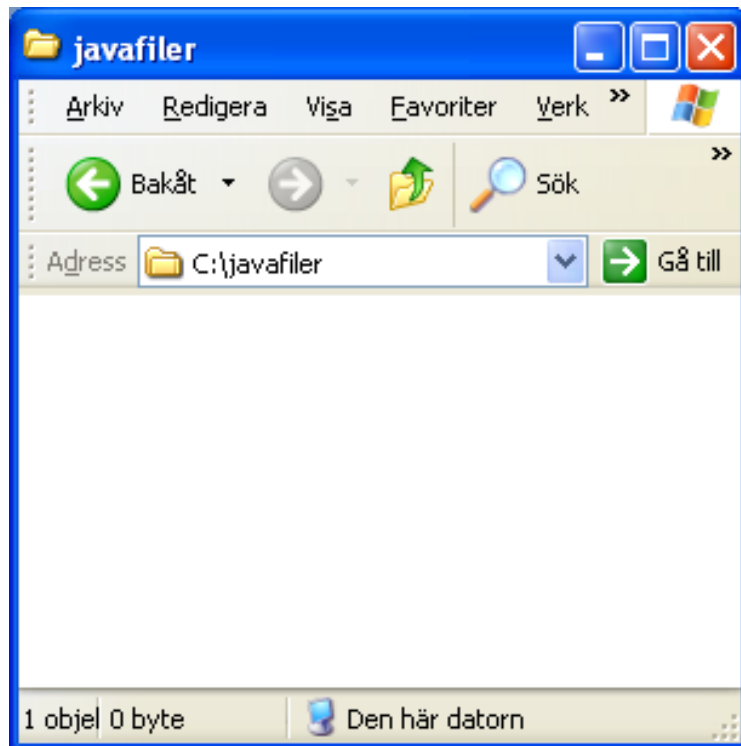 javafiler
Arkiv Redigera Visa Favoriter Verk »
Bakåt Sök »
Adress C:\javafiler Gå till
1 objel 0 byte Den här datorn